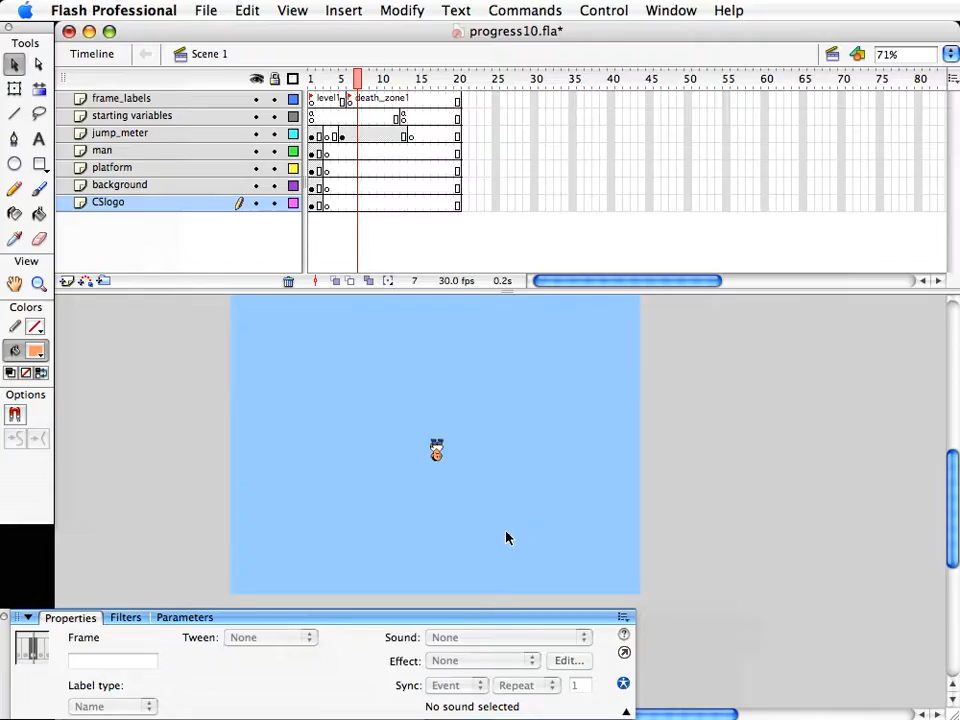 Flash Professional File Edit View Insert Modify Text Commands Control Window Help
progress10.fla*
Tools
Timeline Scene 1 71%
1 5 10 15 20 25 30 35 40 45 50 55 60 65 70 75 80
frame_labels level1 death_zone1
starting variables a a
jump_meter
man
platform
background
CSlogo
View
7 30.0 fps 0.2s
Colors
Options
Properties Filters Parameters
Frame Tween: None Sound: None
Effect: None Edit...
Label type: Sync: Event Repeat 1
Name No sound selected